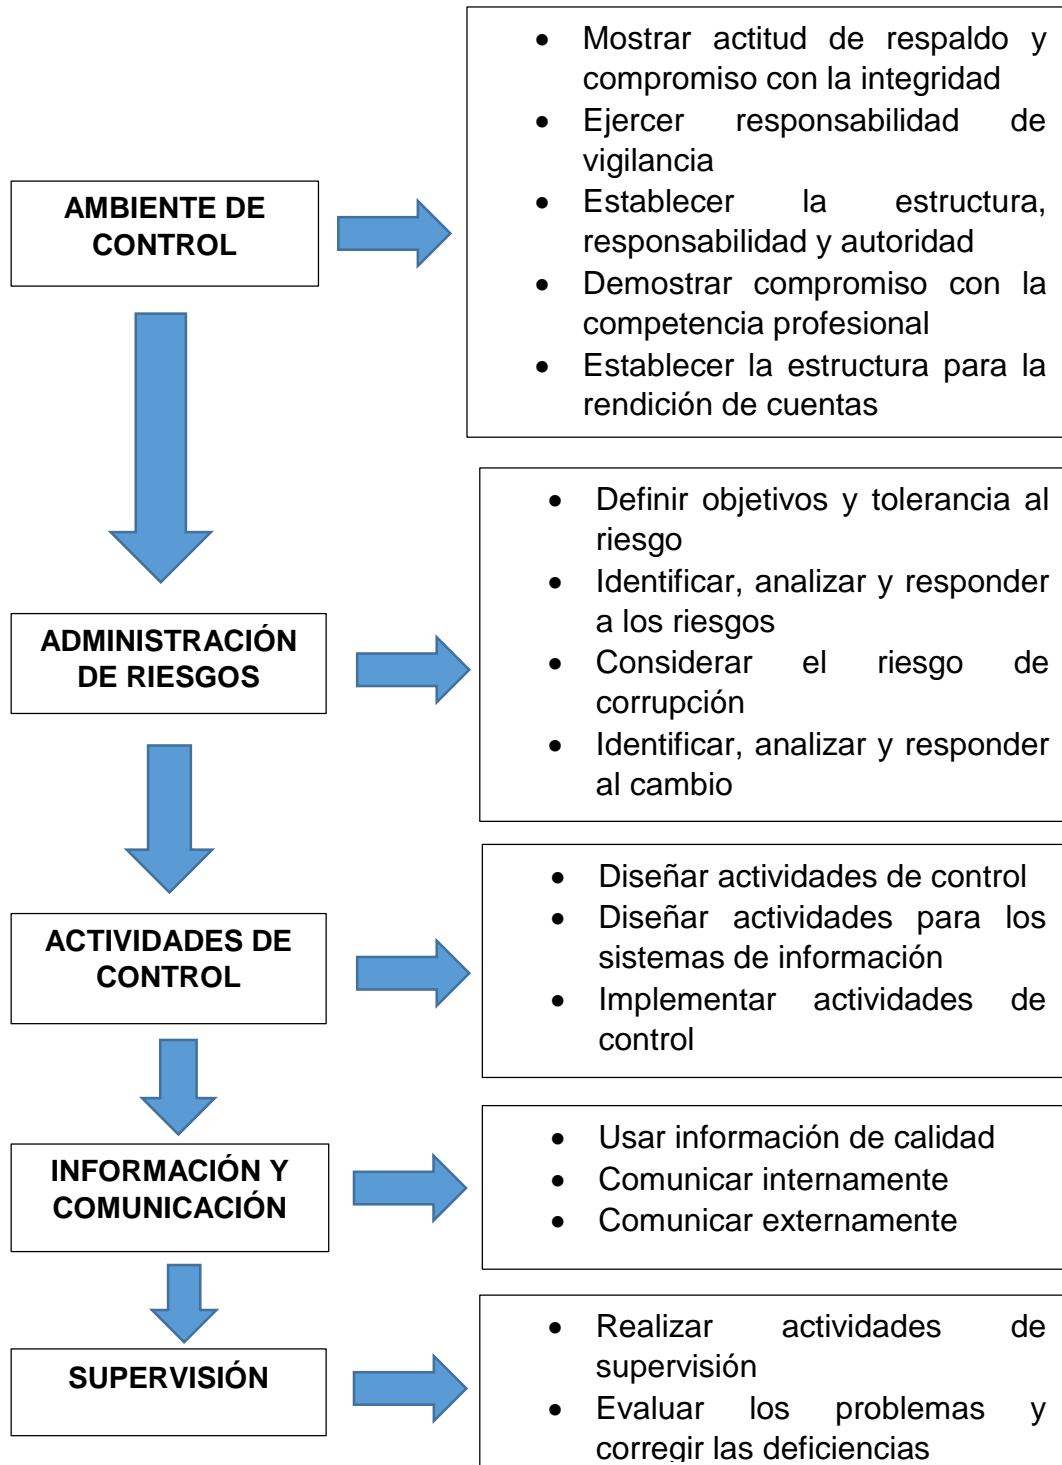 AMBIENTE DE
CONTROL
• Mostrar actitud de respaldo y
compromiso con la integridad
• Ejercer responsabilidad de
vigilancia
• Establecer la estructura,
responsabilidad y autoridad
• Demostrar compromiso con la
competencia profesional
• Establecer la estructura para la
rendición de cuentas
ADMINISTRACIÓN
DE RIESGOS
• Definir objetivos y tolerancia al
riesgo
• Identificar, analizar y responder
a los riesgos
• Considerar el riesgo de
corrupción
• Identificar, analizar y responder
al cambio
ACTIVIDADES DE
CONTROL
• Diseñar actividades de control
• Diseñar actividades para los
sistemas de información
• Implementar actividades de
control
INFORMACIÓN Y
COMUNICACIÓN
• Usar información de calidad
• Comunicar internamente
• Comunicar externamente
SUPERVISIÓN
• Realizar actividades de
supervisión
• Evaluar los problemas y
corregir las deficiencias